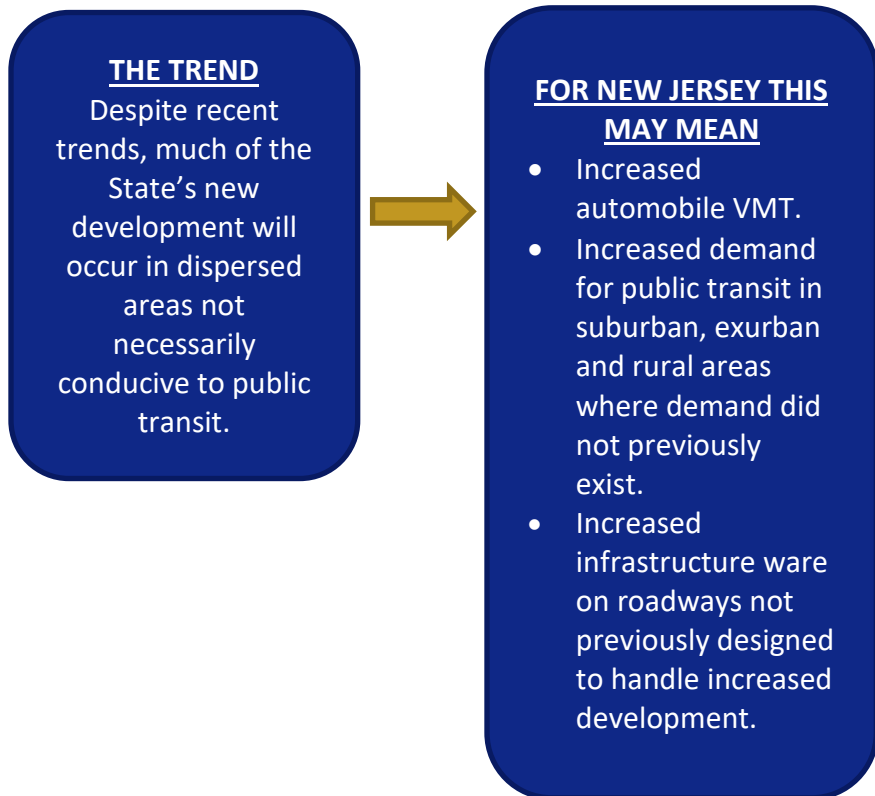 THE TREND
Despite recent
trends, much of the
State’s new
development will
occur in dispersed
areas not
necessarily
conducive to public
transit.
FOR NEW JERSEY THIS
MAY MEAN
• Increased
automobile VMT.
• Increased demand
for public transit in
suburban, exurban
and rural areas
where demand did
not previously
exist.
• Increased
infrastructure ware
on roadways not
previously designed
to handle increased
development.